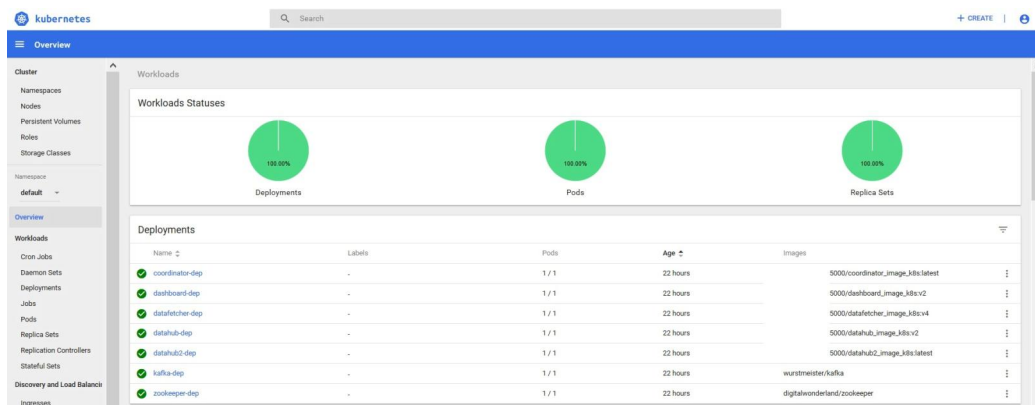 kubernetes
Search
+ CREATE
Overview
Cluster
Namespaces
Nodes
Persistent Volumes
Roles
Storage Classes
Namespace
default
Overview
Workloads
Cron Jobs
Daemon Sets
Deployments
Jobs
Pods
Replica Sets
Replication Controllers
Stateful Sets
Discovery and Load Balancin
Ingresses
Workloads
Workloads Statuses
100.00% 100.00% 100.00%
Deployments Pods Replica Sets
Deployments
Name Labels Pods Age Images
coordinator-dep - 1 / 1 22 hours 5000/coordinator_image_k8s:latest
dashboard-dep - 1 / 1 22 hours 5000/dashboard_image_k8s:v2
datafetcher-dep - 1 / 1 22 hours 5000/datafetcher_image_k8s:v4
datahub-dep - 1 / 1 22 hours 5000/datahub_image_k8s:v2
datahub2-dep - 1 / 1 22 hours 5000/datahub2_image_k8s:latest
kafka-dep - 1 / 1 22 hours wurstmeister/kafka
zookeeper-dep - 1 / 1 22 hours digitalwonderland/zookeeper